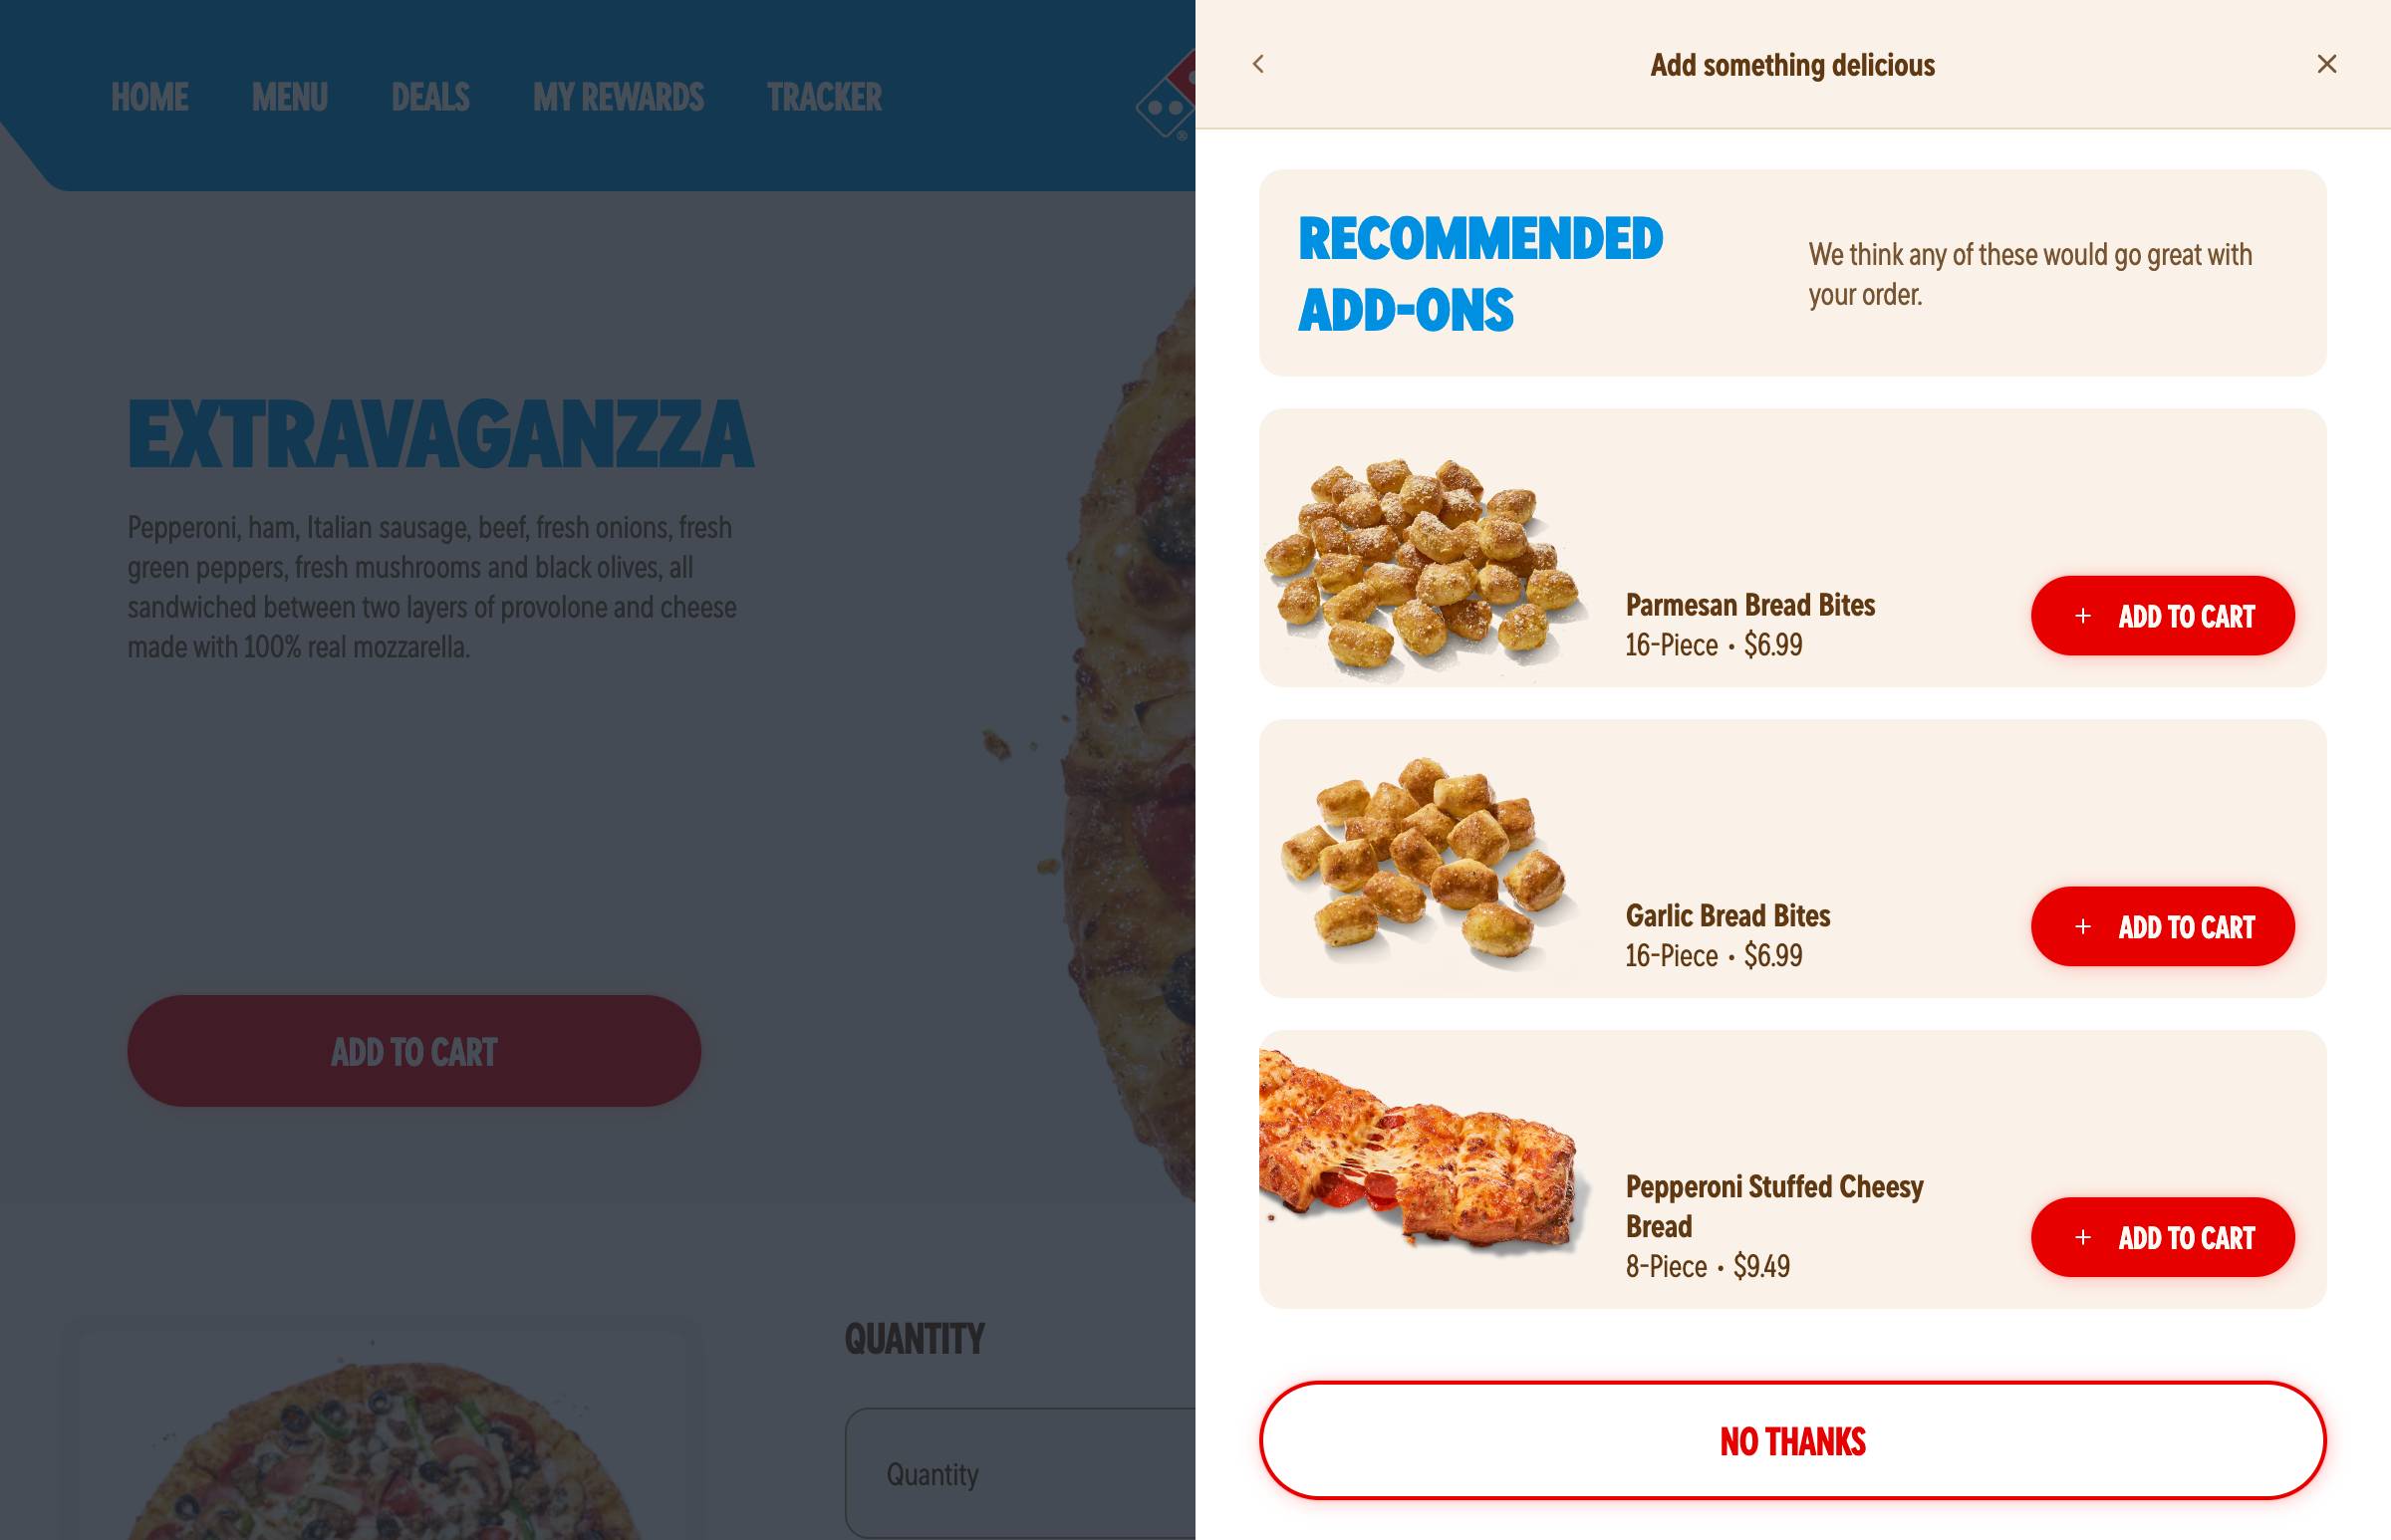 HOME MENU DEALS MY REWARDS TRACKER
®
EXTRAVAGANZZA
Pepperoni, ham, Italian sausage, beef, fresh onions, fresh
green peppers, fresh mushrooms and black olives, all
sandwiched between two layers of provolone and cheese
made with 100% real mozzarella.
ADD TO CART
QUANTITY
Quantity
Add something delicious
RECOMMENDED
ADD-ONS
We think any of these would go great with
your order.
Parmesan Bread Bites
16-Piece • $6.99
+ ADD TO CART
Garlic Bread Bites
16-Piece • $6.99
+ ADD TO CART
Pepperoni Stuffed Cheesy
Bread
8-Piece • $9.49
+ ADD TO CART
NO THANKS